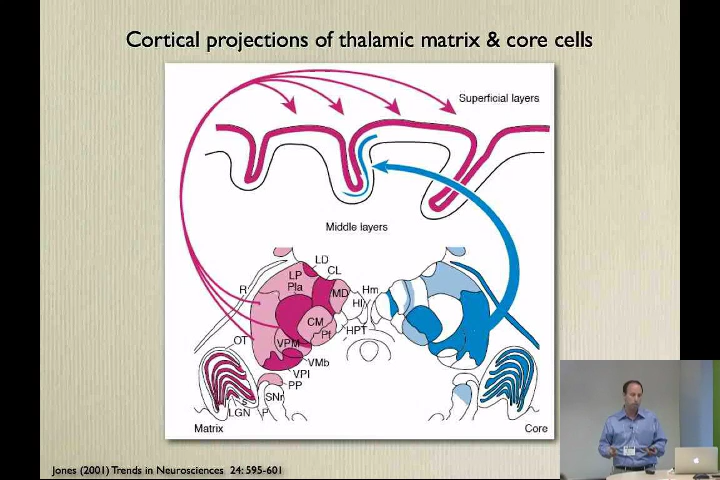 Cortical projections of thalamic matrix & core cells
Superficial layers
Middle layers
LD
CL
LP
Pla
MD
Hm
Hl
R
CM
Pf
HPT
OT
VPM
VMb
VPI
PP
SNr
s
LGN
P
Matrix
Core
Jones (2001) Trends in Neurosciences 24: 595-601